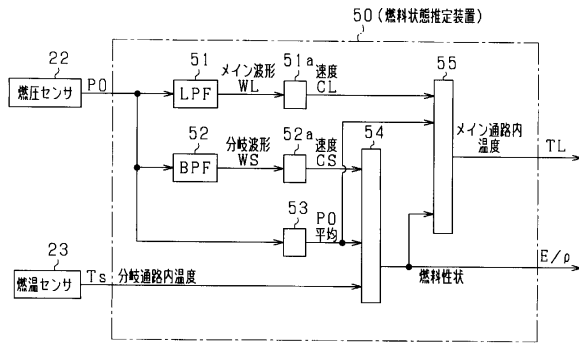 50(燃料状態推定装置)
22
燃圧センサ
P0
51
LPF
メイン波形
WL
51a
速度
CL
55
52
BPF
分岐波形
WS
52a
速度
CS
54
メイン通路内
温度
TL
53
P0
平均
23
燃温センサ
Ts 分岐通路内温度
燃料性状
E/ρ